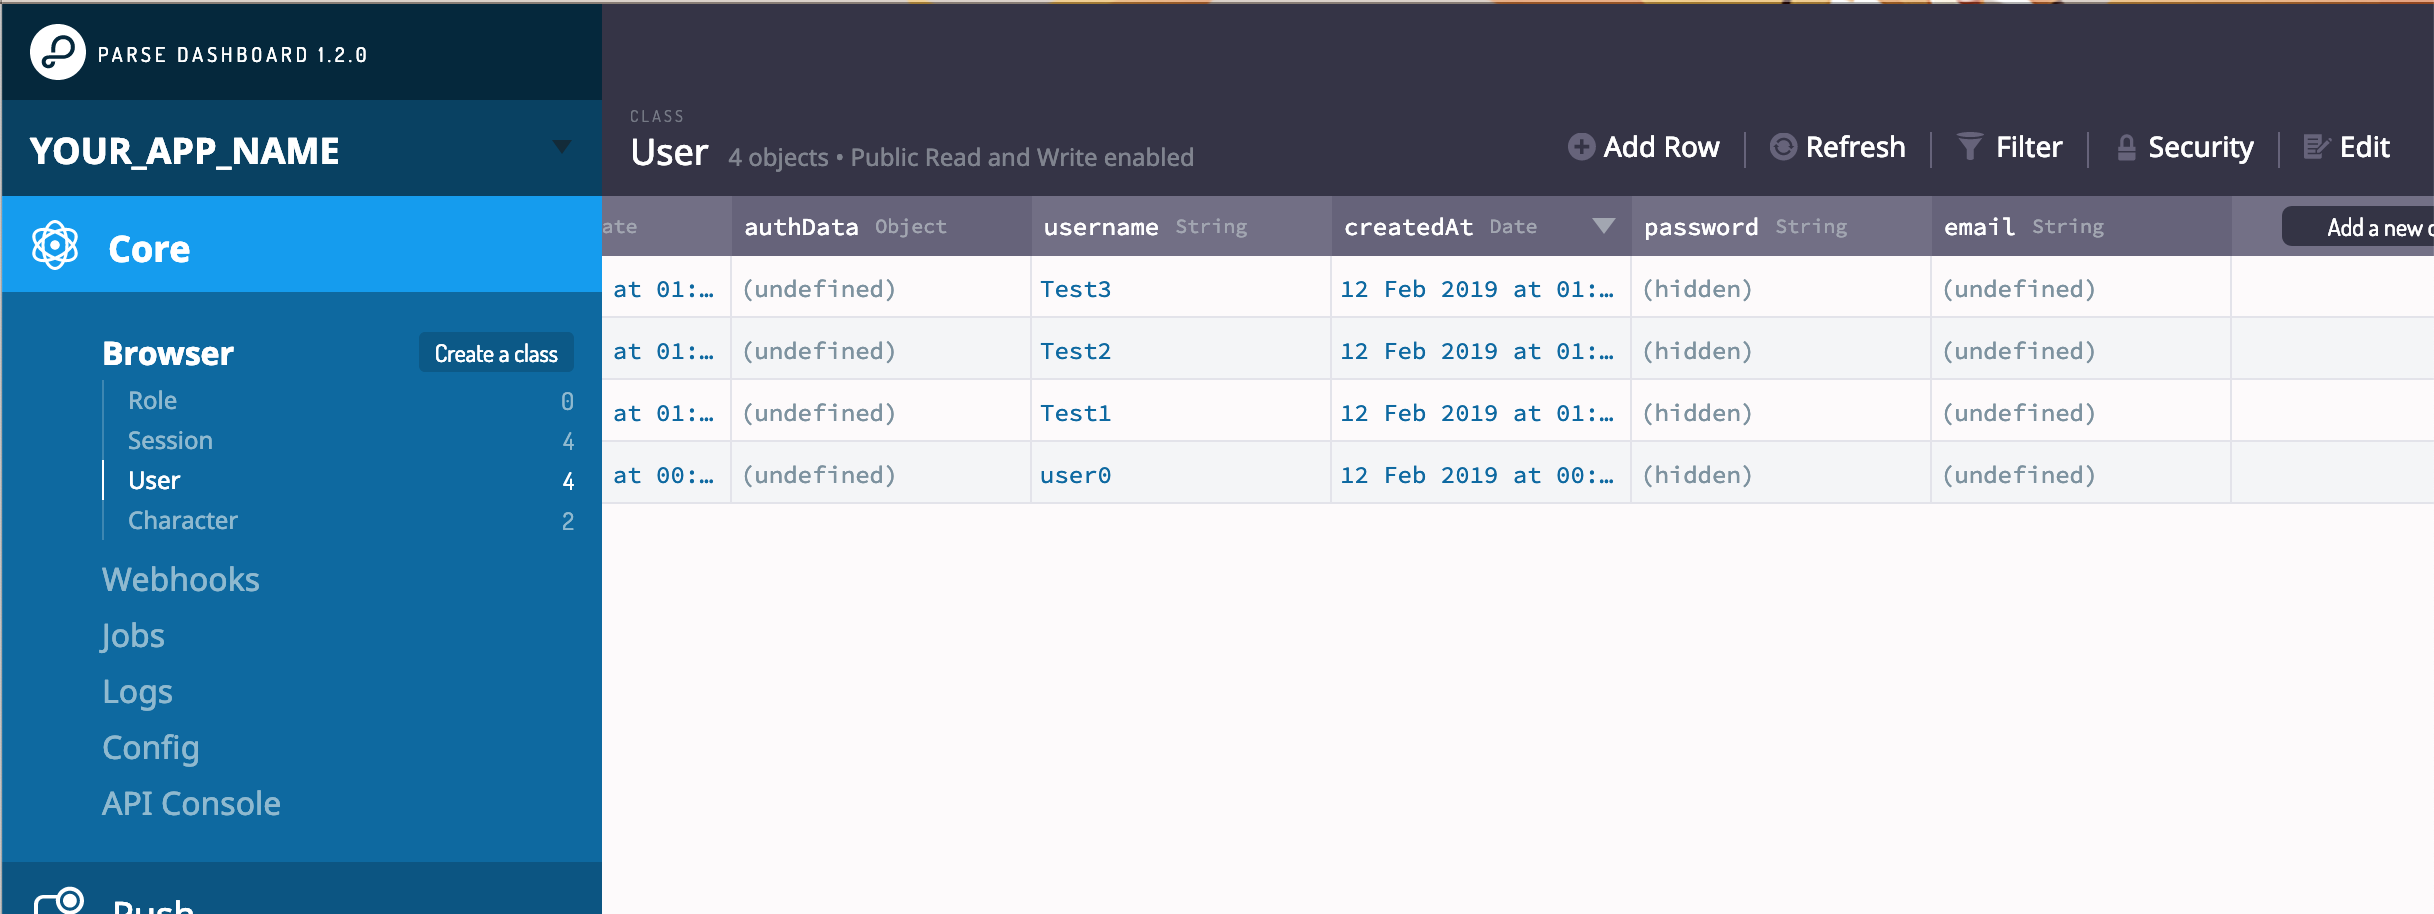 PARSE DASHBOARD 1.2.0
YOUR_APP_NAME
Core
Browser Create a class
Role 0
Session 4
User 4
Character 2
Webhooks
Jobs
Logs
Config
API Console
Push
CLASS
User 4 objects • Public Read and Write enabled
Add Row Refresh Filter Security Edit
ate authData Object username String createdAt Date password String email String Add a new c
at 01:… (undefined) Test3 12 Feb 2019 at 01:… (hidden) (undefined)
at 01:… (undefined) Test2 12 Feb 2019 at 01:… (hidden) (undefined)
at 01:… (undefined) Test1 12 Feb 2019 at 01:… (hidden) (undefined)
at 00:… (undefined) user0 12 Feb 2019 at 00:… (hidden) (undefined)